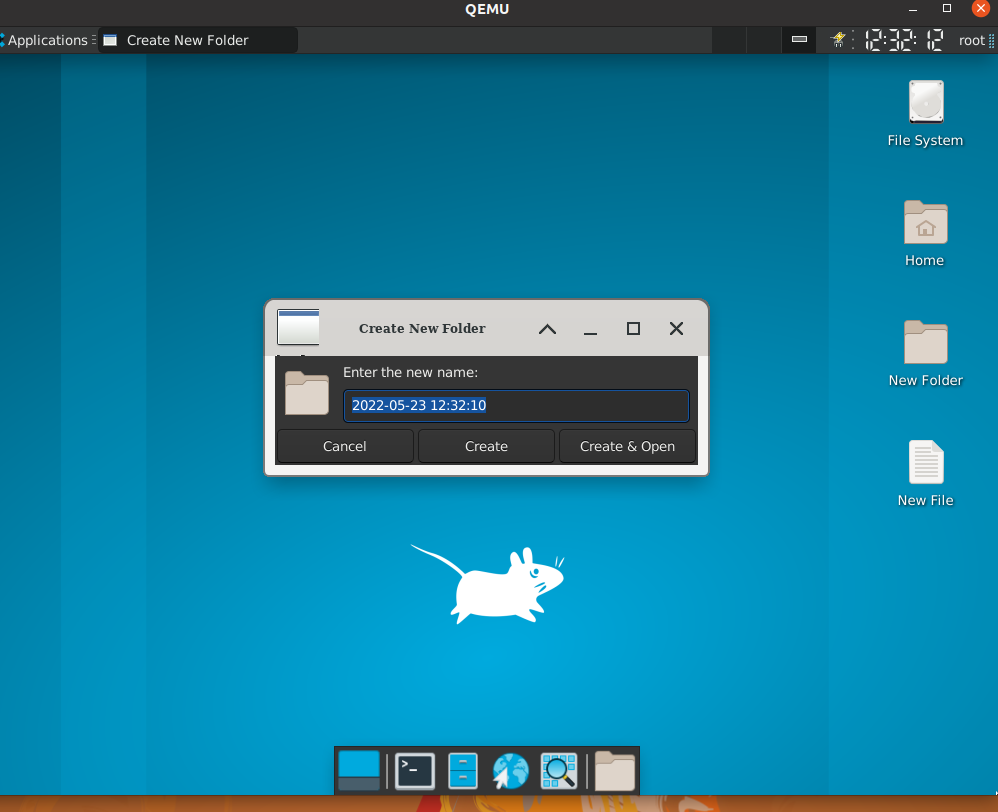 QEMU
Applications
Create New Folder
12:32: 12
root
File System
Home
New Folder
New File
Create New Folder
Enter the new name:
2022-05-23 12:32:10
Cancel
Create
Create & Open
>_